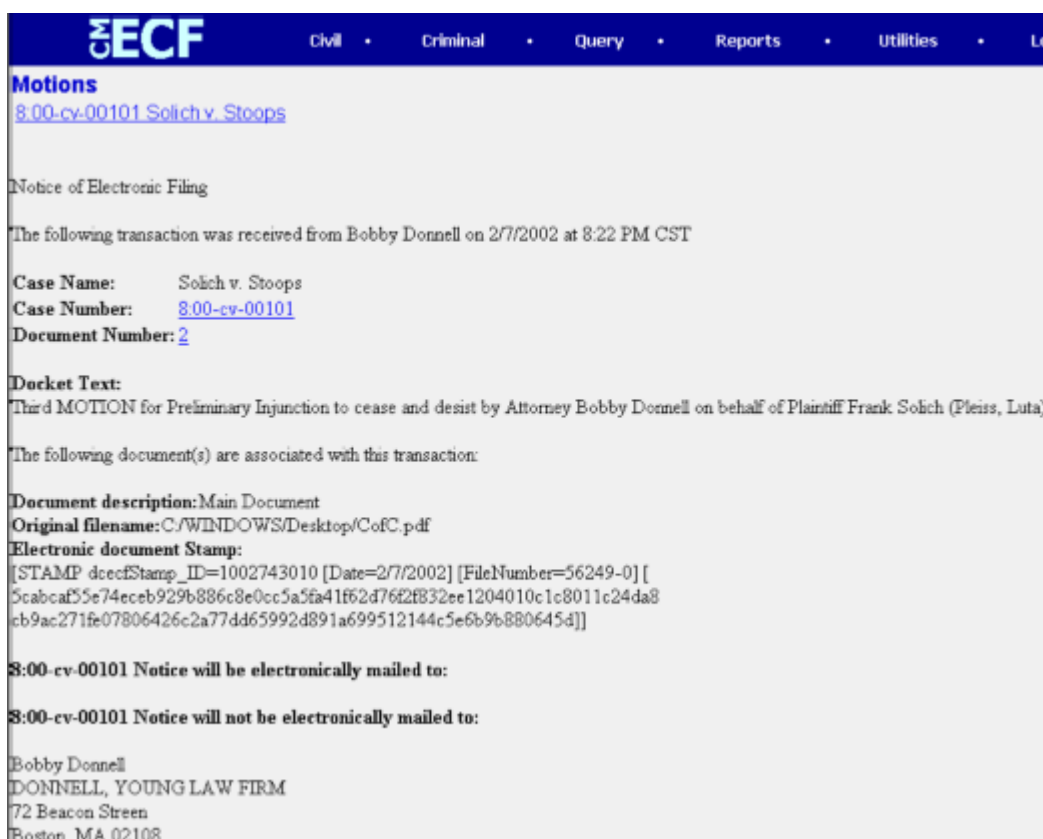 CM ECF Civil • Criminal • Query • Reports • Utilities •
Motions
8:00-cv-00101 Solich v. Stoops
Notice of Electronic Filing
The following transaction was received from Bobby Donnell on 2/7/2002 at 8:22 PM CST
Case Name: Solich v. Stoops
Case Number: 8:00-cv-00101
Document Number: 2
Docket Text:
Third MOTION for Preliminary Injunction to cease and desist by Attorney Bobby Donnell on behalf of Plaintiff Frank Solich (Pleiss, Luta)
The following document(s) are associated with this transaction:
Document description:Main Document
Original filename:C:/WINDOWS/Desktop/CofC.pdf
Electronic document Stamp:
[STAMP dcecfStamp_ID=1002743010 [Date=2/7/2002] [FileNumber=56249-0] [
5cabcaf55e74eceb929b886c8e0cc5a5fa41f62d76f2f832ee1204010c1c8011c24da8
cb9ac271fe07806426c2a77dd65992d891a699512144c5e6b9b880645d]]
8:00-cv-00101 Notice will be electronically mailed to:
8:00-cv-00101 Notice will not be electronically mailed to:
Bobby Donnell
DONNELL, YOUNG LAW FIRM
72 Beacon Streen
Boston, MA 02108